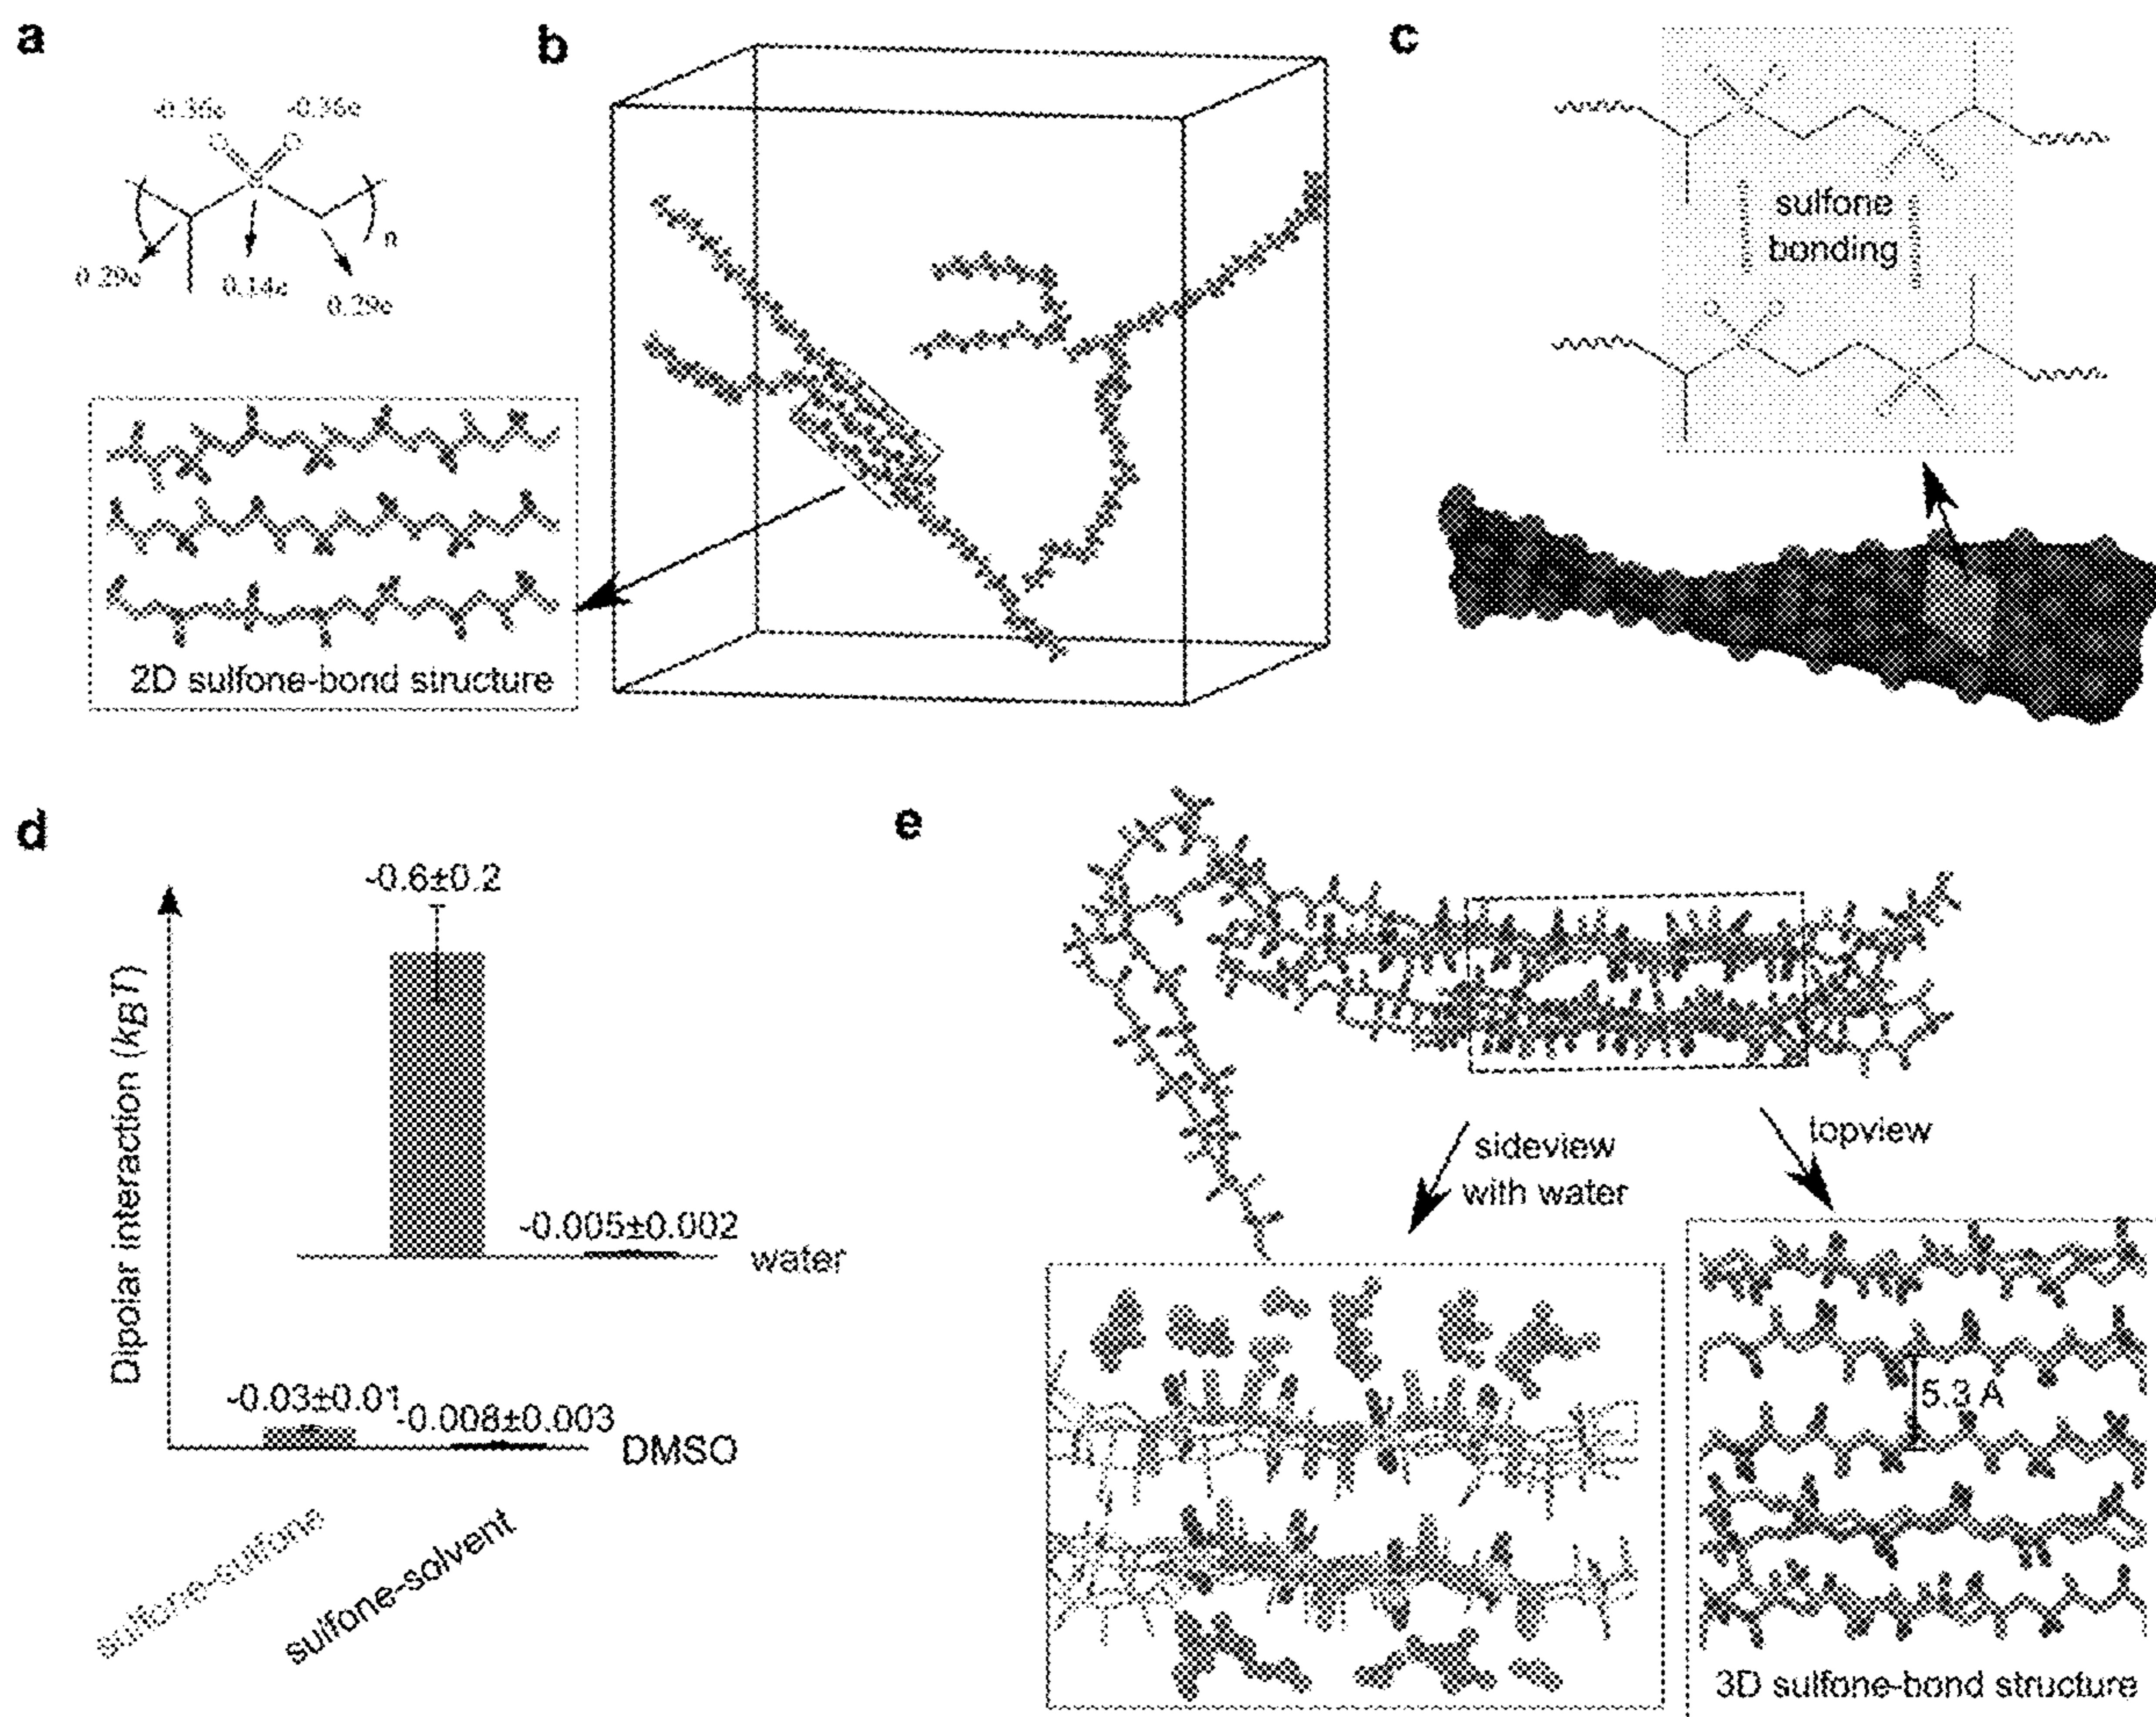 a
-0.36e -0.36e
O O
S
n
0.29e 0.14e 0.29e
2D sulfone-bond structure
b
c
sulfone
bonding
d
Dipolar interaction (kBT)
-0.6±0.2
-0.005±0.002
water
-0.03±0.01
-0.008±0.003
DMSO
sulfone-sulfone
sulfone-solvent
e
sideview
with water
topview
5.3 A
3D sulfone-bond structure